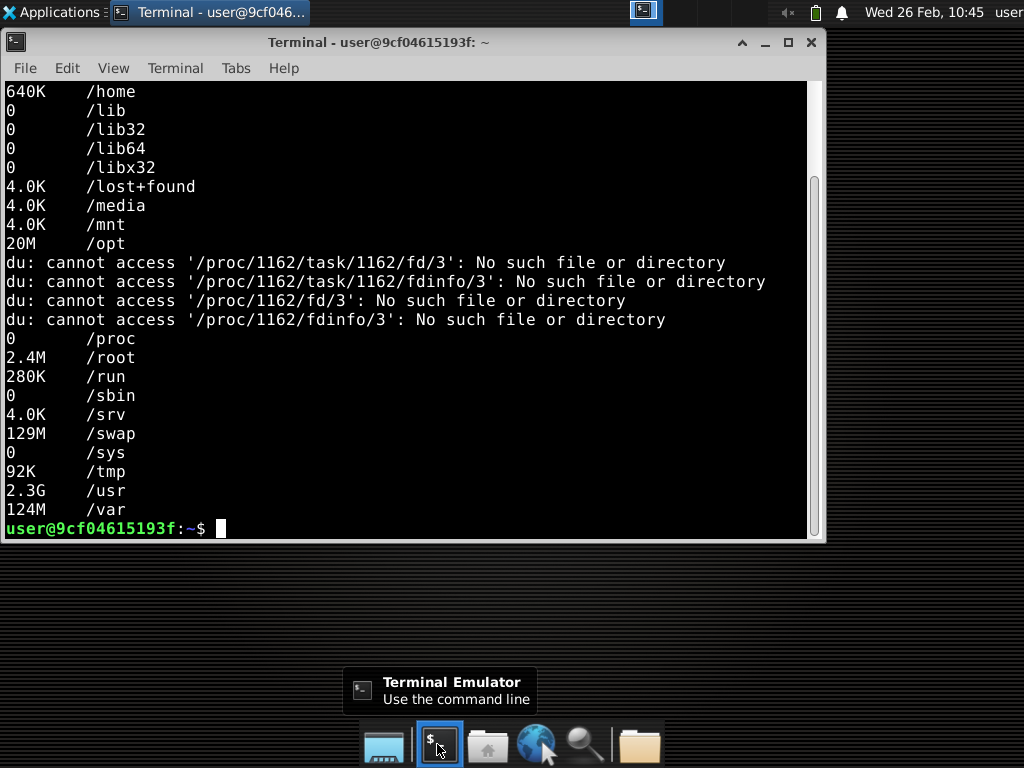 Applications
Terminal - user@9cf046...
Wed 26 Feb, 10:45
user
Terminal - user@9cf04615193f: ~
File Edit View Terminal Tabs Help
640K /home
0 /lib
0 /lib32
0 /lib64
0 /libx32
4.0K /lost+found
4.0K /media
4.0K /mnt
20M /opt
du: cannot access '/proc/1162/task/1162/fd/3': No such file or directory
du: cannot access '/proc/1162/task/1162/fdinfo/3': No such file or directory
du: cannot access '/proc/1162/fd/3': No such file or directory
du: cannot access '/proc/1162/fdinfo/3': No such file or directory
0 /proc
2.4M /root
280K /run
0 /sbin
4.0K /srv
129M /swap
0 /sys
92K /tmp
2.3G /usr
124M /var
user@9cf04615193f:~$
Terminal Emulator
Use the command line